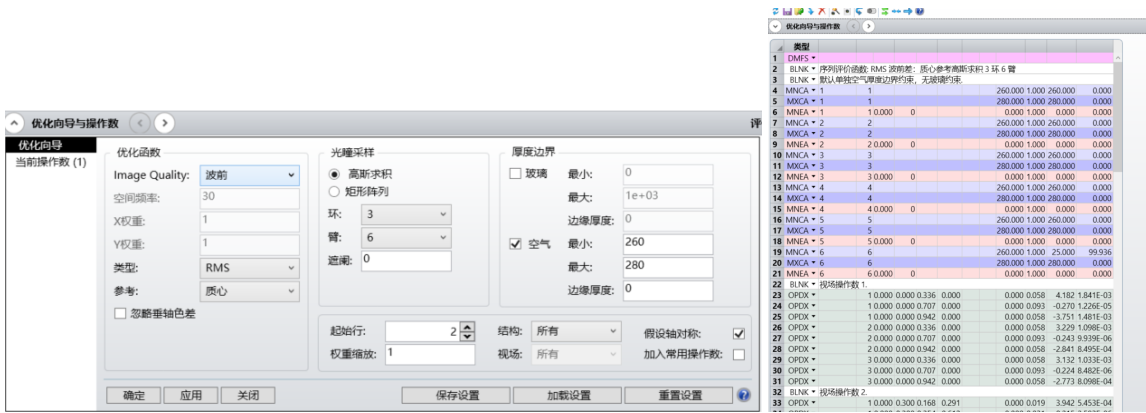 优化向导与操作数
评
优化向导
当前操作数 (1)
优化函数
Image Quality: 波前
空间频率: 30
X权重: 1
Y权重: 1
类型: RMS
参考: 质心
忽略垂轴色差
光瞳采样
高斯求积
矩形阵列
环: 3
臂: 6
遮阑: 0
厚度边界
玻璃 最小: 0
最大: 1e+03
边缘厚度: 0
空气 最小: 260
最大: 280
边缘厚度: 0
起始行: 2
权重缩放: 1
结构: 所有
视场: 所有
假设轴对称:
加入常用操作数:
确定 应用 关闭 保存设置 加载设置 重置设置
优化向导与操作数
类型
1 DMFS
2 BLNK 序列评价函数: RMS 波前差: 质心参考高斯求积 3 环 6 臂
3 BLNK 默认单独空气厚度边界约束, 无玻璃约束.
4 MNCA 1 1 260.000 1.000 260.000 0.000
5 MXCA 1 1 280.000 1.000 280.000 0.000
6 MNEA 1 1 0.000 0 0.000 1.000 0.000 0.000
7 MNCA 2 2 260.000 1.000 260.000 0.000
8 MXCA 2 2 280.000 1.000 280.000 0.000
9 MNEA 2 2 0.000 0 0.000 1.000 0.000 0.000
10 MNCA 3 3 260.000 1.000 260.000 0.000
11 MXCA 3 3 280.000 1.000 280.000 0.000
12 MNEA 3 3 0.000 0 0.000 1.000 0.000 0.000
13 MNCA 4 4 260.000 1.000 260.000 0.000
14 MXCA 4 4 280.000 1.000 280.000 0.000
15 MNEA 4 4 0.000 0 0.000 1.000 0.000 0.000
16 MNCA 5 5 260.000 1.000 260.000 0.000
17 MXCA 5 5 280.000 1.000 280.000 0.000
18 MNEA 5 5 0.000 0 0.000 1.000 0.000 0.000
19 MNCA 6 6 260.000 1.000 25.000 99.936
20 MXCA 6 6 280.000 1.000 280.000 0.000
21 MNEA 6 6 0.000 0 0.000 1.000 0.000 0.000
22 BLNK 视场操作数 1.
23 OPDX 1 0.000 0.000 0.336 0.000 0.000 0.058 4.182 1.841E-03
24 OPDX 1 0.000 0.000 0.707 0.000 0.000 0.093 -0.270 1.226E-05
25 OPDX 1 0.000 0.000 0.942 0.000 0.000 0.058 -3.751 1.481E-03
26 OPDX 2 0.000 0.000 0.336 0.000 0.000 0.058 3.229 1.098E-03
27 OPDX 2 0.000 0.000 0.707 0.000 0.000 0.093 -0.243 9.939E-06
28 OPDX 2 0.000 0.000 0.942 0.000 0.000 0.058 -2.841 8.495E-04
29 OPDX 3 0.000 0.000 0.336 0.000 0.000 0.058 3.132 1.033E-03
30 OPDX 3 0.000 0.000 0.707 0.000 0.000 0.093 -0.224 8.482E-06
31 OPDX 3 0.000 0.000 0.942 0.000 0.000 0.058 -2.773 8.098E-04
32 BLNK 视场操作数 2.
33 OPDX 1 0.000 0.300 0.168 0.291 0.000 0.019 3.942 5.453E-04